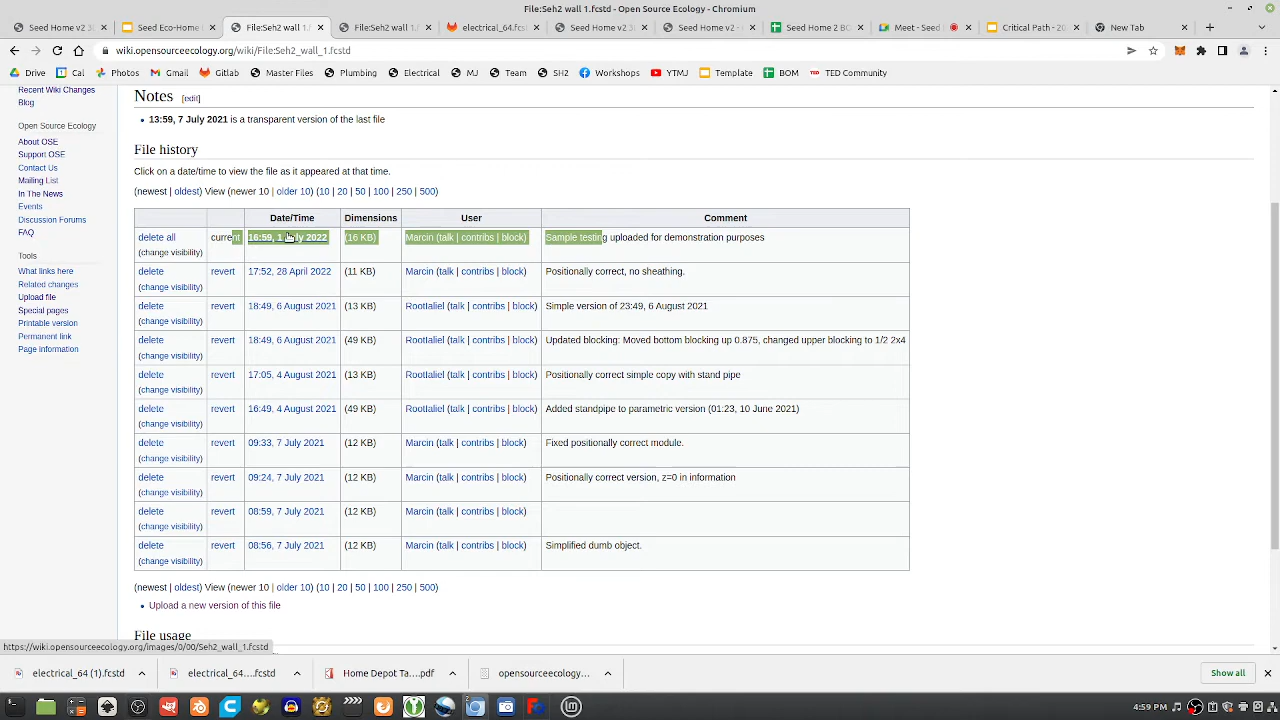 File:Seh2 wall 1.fcstd - Open Source Ecology - Chromium
Seed Home v2
Seed Eco-Home
File:Seh2 wall 1.f
File:Seh2 wall 1.f
electrical_64.fcs
Seed Home v2
Seed Home v2 -
Seed Home 2 BO
Meet - Seed
Critical Path - 20
New Tab
wiki.opensourceecology.org/wiki/File:Seh2_wall_1.fcstd
Drive
Cal
Photos
Gmail
Gitlab
Master Files
Plumbing
Electrical
MJ
Team
SH2
Workshops
YTMJ
Template
BOM
TED Community
Recent Wiki Changes
Blog
Open Source Ecology
About OSE
Support OSE
Contact Us
Mailing List
In The News
Events
Discussion Forums
FAQ
Tools
What links here
Related changes
Upload file
Special pages
Printable version
Permanent link
Page information
Notes [edit]
13:59, 7 July 2021 is a transparent version of the last file
File history
Click on a date/time to view the file as it appeared at that time.
(newest | oldest) View (newer 10 | older 10) (10 | 20 | 50 | 100 | 250 | 500)
Date/Time Dimensions User Comment
delete all current 16:59, 1 July 2022 (16 KB) Marcin (talk | contribs | block) Sample testing uploaded for demonstration purposes
(change visibility)
delete revert 17:52, 28 April 2022 (11 KB) Marcin (talk | contribs | block) Positionally correct, no sheathing.
(change visibility)
delete revert 18:49, 6 August 2021 (13 KB) Rootlaliel (talk | contribs | block) Simple version of 23:49, 6 August 2021
(change visibility)
delete revert 18:49, 6 August 2021 (49 KB) Rootlaliel (talk | contribs | block) Updated blocking: Moved bottom blocking up 0.875, changed upper blocking to 1/2 2x4
(change visibility)
delete revert 17:05, 4 August 2021 (13 KB) Rootlaliel (talk | contribs | block) Positionally correct simple copy with stand pipe
(change visibility)
delete revert 16:49, 4 August 2021 (49 KB) Rootlaliel (talk | contribs | block) Added standpipe to parametric version (01:23, 10 June 2021)
(change visibility)
delete revert 09:33, 7 July 2021 (12 KB) Marcin (talk | contribs | block) Fixed positionally correct module.
(change visibility)
delete revert 09:24, 7 July 2021 (12 KB) Marcin (talk | contribs | block) Positionally correct version, z=0 in information
(change visibility)
delete revert 08:59, 7 July 2021 (12 KB) Marcin (talk | contribs | block)
(change visibility)
delete revert 08:56, 7 July 2021 (12 KB) Marcin (talk | contribs | block) Simplified dumb object.
(change visibility)
(newest | oldest) View (newer 10 | older 10) (10 | 20 | 50 | 100 | 250 | 500)
Upload a new version of this file
File usage
https://wiki.opensourceecology.org/images/0/00/Seh2_wall_1.fcstd
electrical_64 (1).fcstd
electrical_64....fcstd
Home Depot Ta....pdf
opensourceecology....
Show all
4:59 PM